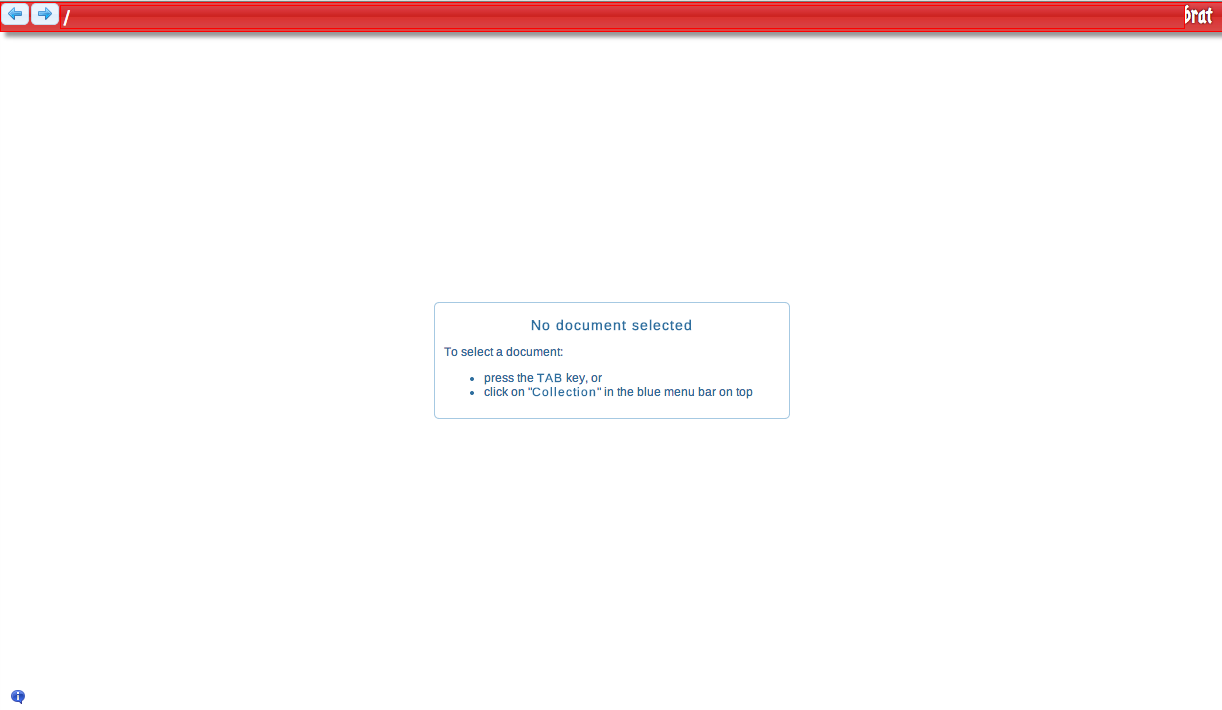 /
brat
No document selected
To select a document:
press the TAB key, or
click on "Collection" in the blue menu bar on top